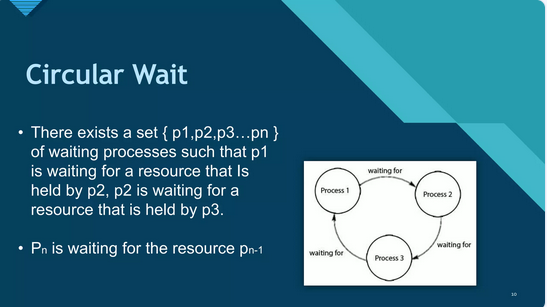 Circular Wait
• There exists a set { p1,p2,p3…pn }
of waiting processes such that p1
is waiting for a resource that Is
held by p2, p2 is waiting for a
resource that is held by p3.
• Pn is waiting for the resource pn-1
waiting for
Process 1
Process 2
waiting for
waiting for
Process 3
10